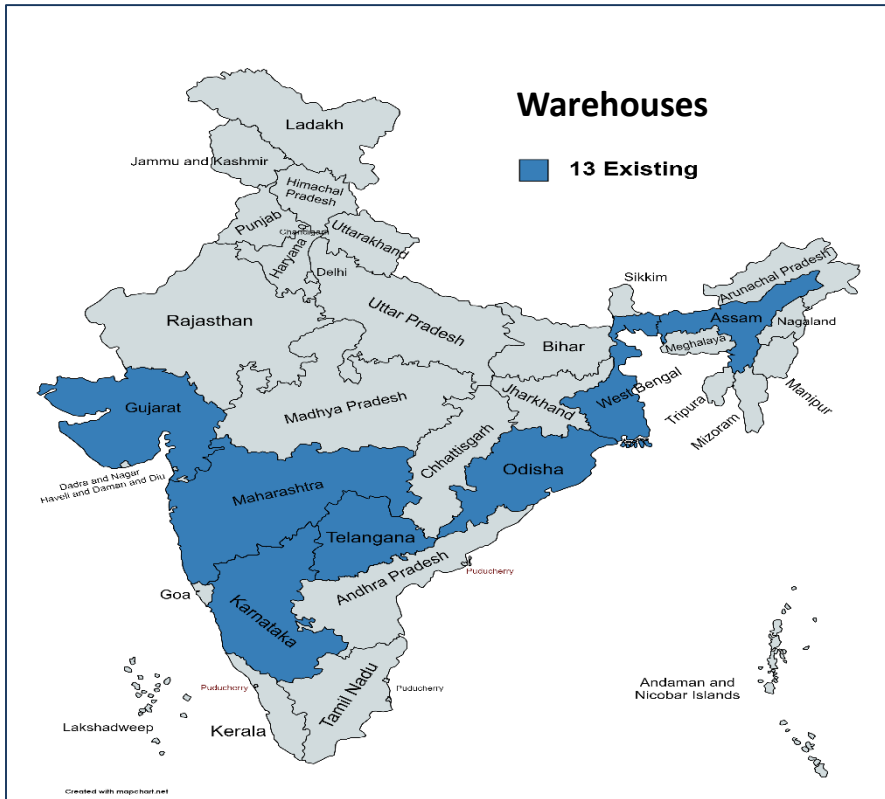 Warehouses
13 Existing
Ladakh
Jammu and Kashmir
Himachal
Pradesh
Punjab
Chandigarh
Uttarakhand
Haryana
Delhi
Rajasthan
Uttar Pradesh
Bihar
Sikkim
Arunachal Pradesh
Assam
Nagaland
Meghalaya
Manipur
Tripura
Mizoram
West Bengal
Jharkhand
Gujarat
Madhya Pradesh
Chhattisgarh
Odisha
Dadra and Nagar
Haveli and Daman and Diu
Maharashtra
Telangana
Andhra Pradesh
Puducherry
Goa
Karnataka
Puducherry
Puducherry
Tamil Nadu
Kerala
Lakshadweep
Andaman and
Nicobar Islands
Created with mapchart.net